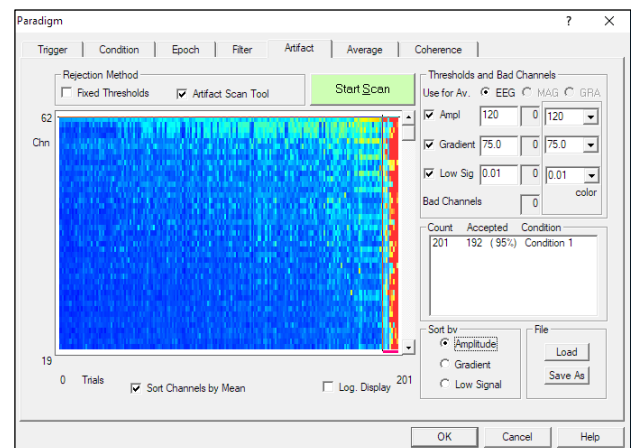 Paradigm ? ×
Trigger Condition Epoch Filter Artifact Average Coherence
Rejection Method
Fixed Thresholds Artifact Scan Tool
Start Scan
Thresholds and Bad Channels
Use for Av. EEG MAG GRA
Ampl 120 0 120
Gradient 75.0 0 75.0
Low Sig 0.01 0 0.01
color
Bad Channels 0
62
Chn
19
0 Trials 201
Sort Channels by Mean Log. Display
Count Accepted Condition
201 192 ( 95%) Condition 1
Sort by
Amplitude
Gradient
Low Signal
File
Load
Save As
OK Cancel Help